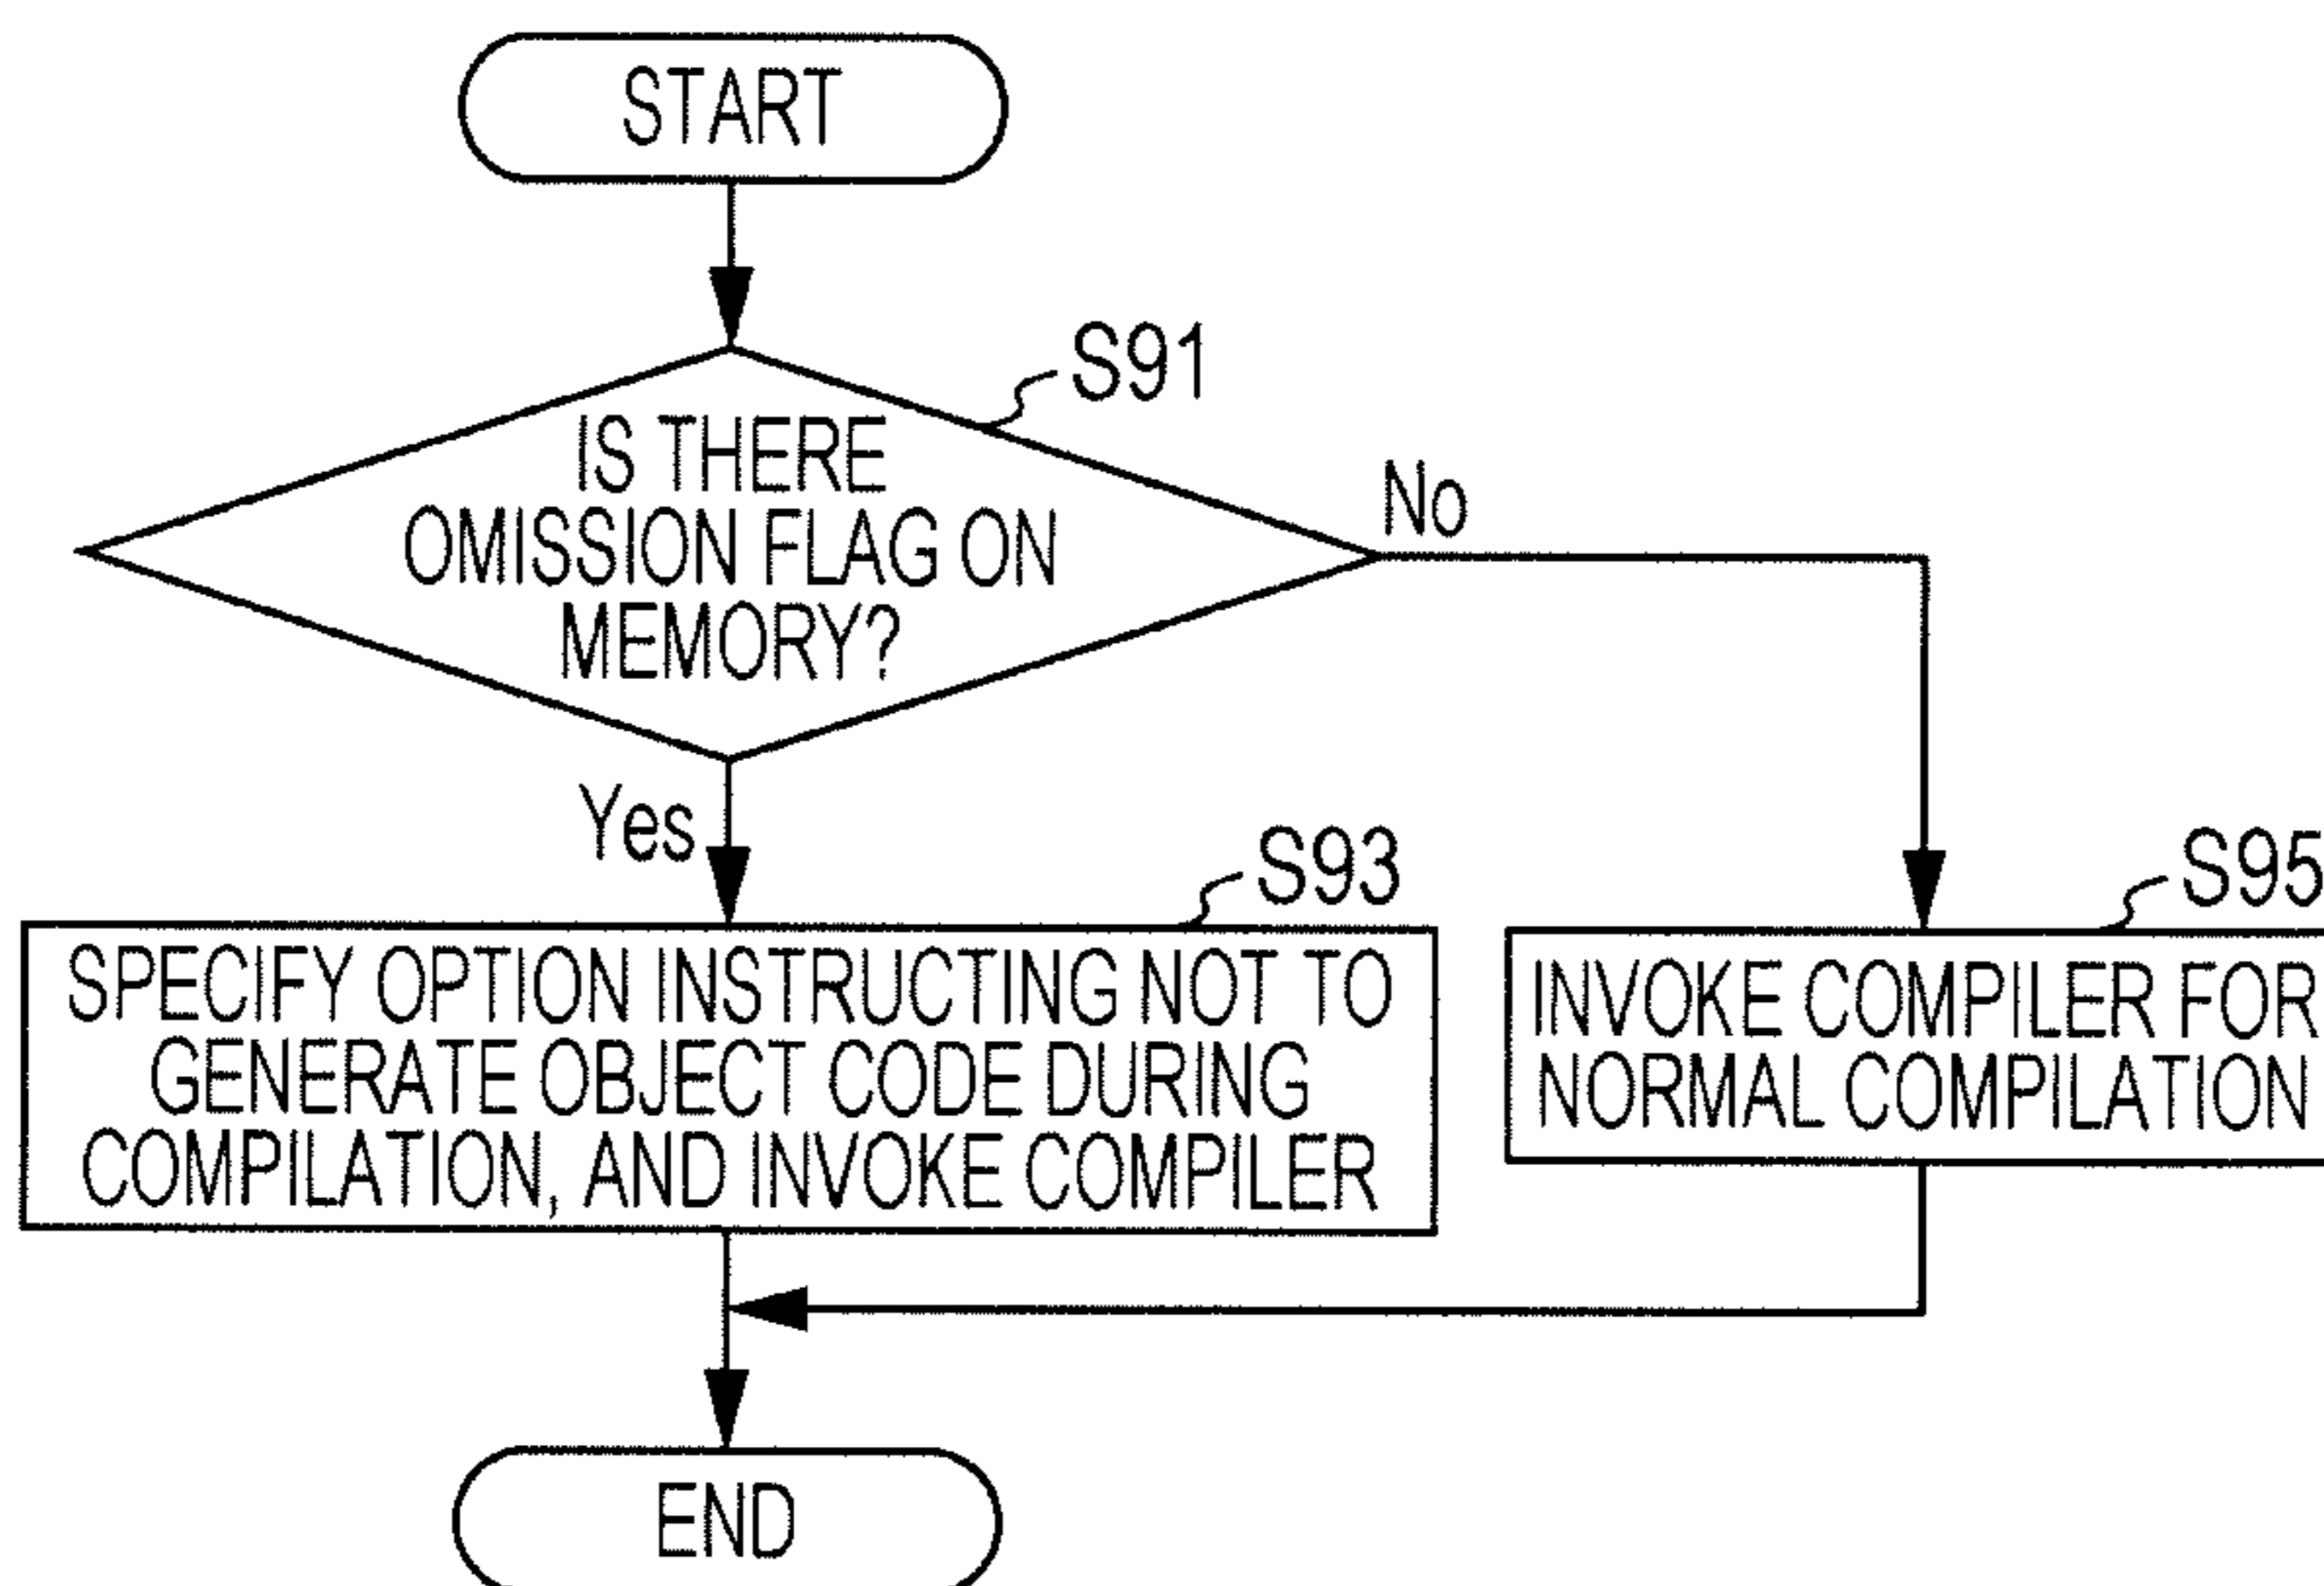 START
S91
IS THERE
OMISSION FLAG ON
MEMORY?
No
Yes
S93
SPECIFY OPTION INSTRUCTING NOT TO
GENERATE OBJECT CODE DURING
COMPILATION, AND INVOKE COMPILER
S95
INVOKE COMPILER FOR
NORMAL COMPILATION
END